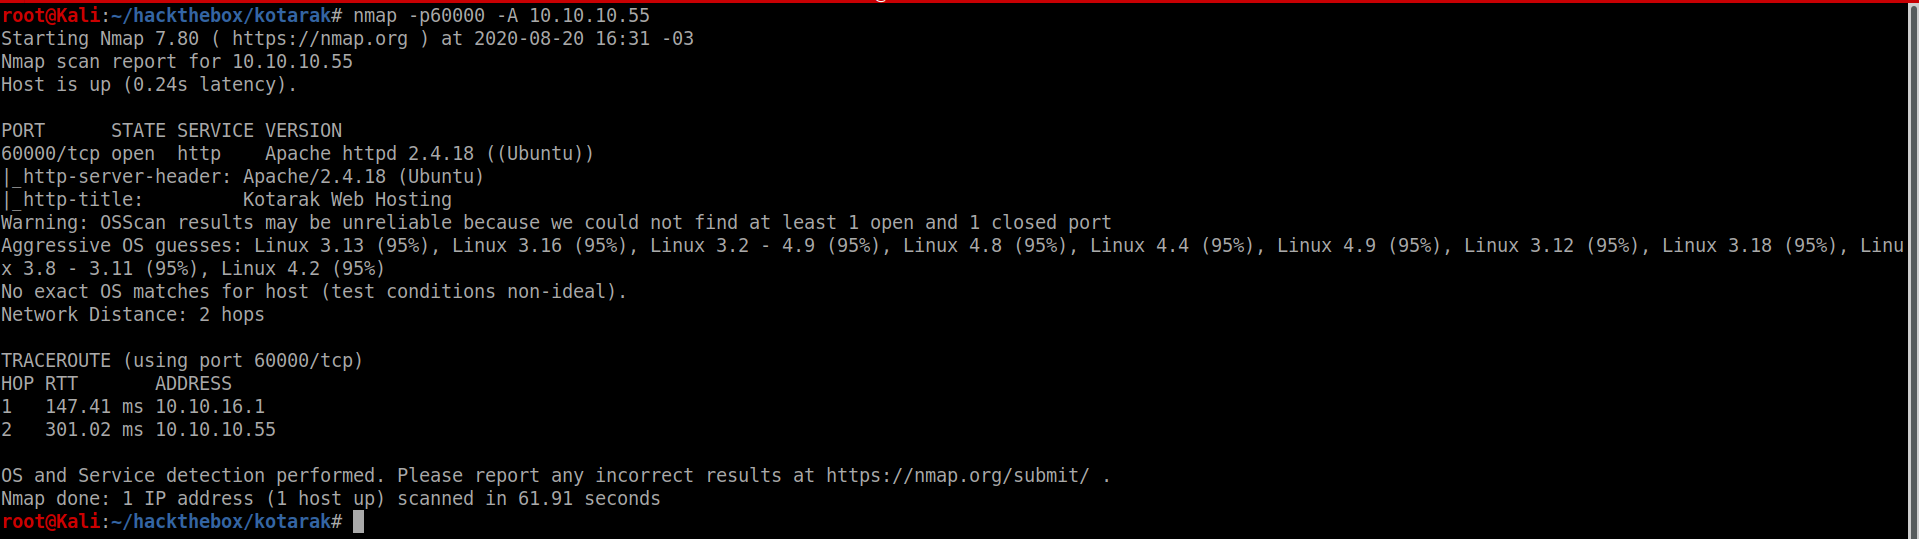 root@Kali:~/hackthebox/kotarak# nmap -p60000 -A 10.10.10.55
Starting Nmap 7.80 ( https://nmap.org ) at 2020-08-20 16:31 -03
Nmap scan report for 10.10.10.55
Host is up (0.24s latency).

PORT      STATE SERVICE VERSION
60000/tcp open  http    Apache httpd 2.4.18 ((Ubuntu))
|_http-server-header: Apache/2.4.18 (Ubuntu)
|_http-title:         Kotarak Web Hosting
Warning: OSScan results may be unreliable because we could not find at least 1 open and 1 closed port
Aggressive OS guesses: Linux 3.13 (95%), Linux 3.16 (95%), Linux 3.2 - 4.9 (95%), Linux 4.8 (95%), Linux 4.4 (95%), Linux 4.9 (95%), Linux 3.12 (95%), Linux 3.18 (95%), Linu
x 3.8 - 3.11 (95%), Linux 4.2 (95%)
No exact OS matches for host (test conditions non-ideal).
Network Distance: 2 hops

TRACEROUTE (using port 60000/tcp)
HOP RTT       ADDRESS
1   147.41 ms 10.10.16.1
2   301.02 ms 10.10.10.55

OS and Service detection performed. Please report any incorrect results at https://nmap.org/submit/ .
Nmap done: 1 IP address (1 host up) scanned in 61.91 seconds
root@Kali:~/hackthebox/kotarak#